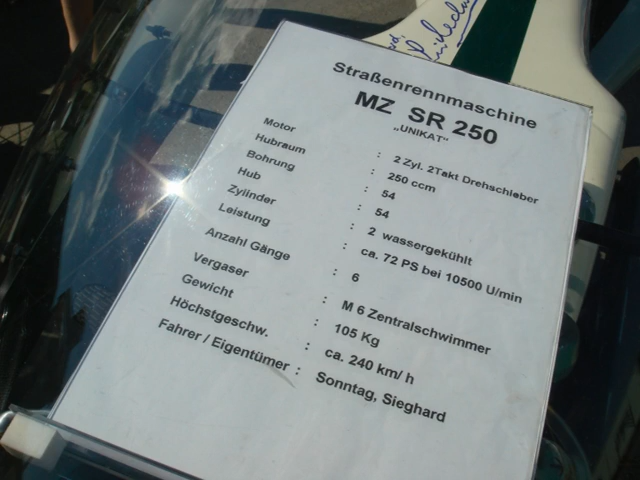 Straßenrennmaschine
MZ SR 250
„UNIKAT“
Motor : 2 Zyl. 2Takt Drehschieber
Hubraum : 250 ccm
Bohrung : 54
Hub : 54
Zylinder : 2 wassergekühlt
Leistung : ca. 72 PS bei 10500 U/min
Anzahl Gänge : 6
Vergaser : M 6 Zentralschwimmer
Gewicht : 105 Kg
Höchstgeschw. : ca. 240 km/ h
Fahrer / Eigentümer : Sonntag, Sieghard